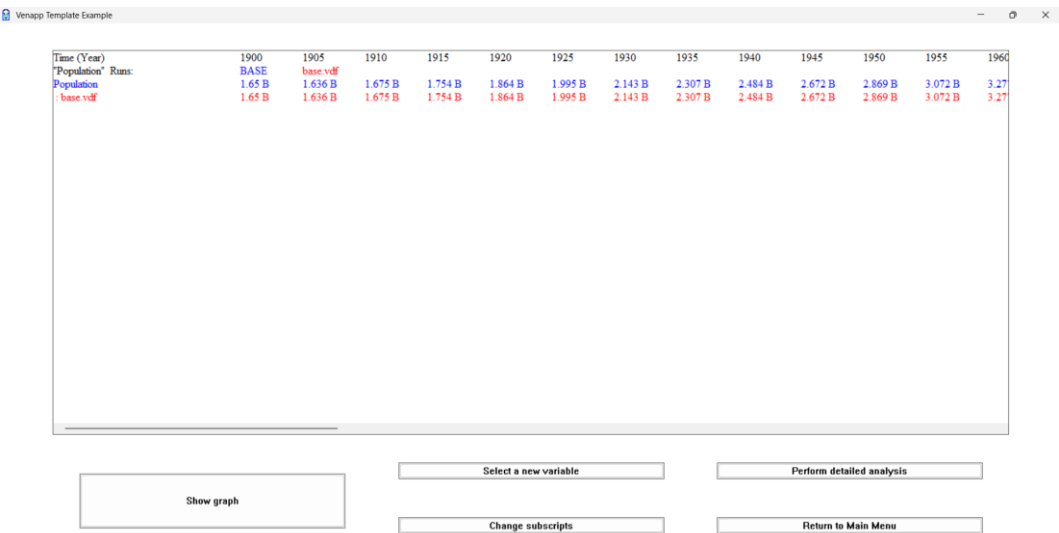 Venapp Template Example
Time (Year) 1900 1905 1910 1915 1920 1925 1930 1935 1940 1945 1950 1955 1960
"Population" Runs: BASE base.vdf
Population 1.65 B 1.636 B 1.675 B 1.754 B 1.864 B 1.995 B 2.143 B 2.307 B 2.484 B 2.672 B 2.869 B 3.072 B 3.27
: base.vdf 1.65 B 1.636 B 1.675 B 1.754 B 1.864 B 1.995 B 2.143 B 2.307 B 2.484 B 2.672 B 2.869 B 3.072 B 3.27
Select a new variable Perform detailed analysis
Show graph
Change subscripts Return to Main Menu